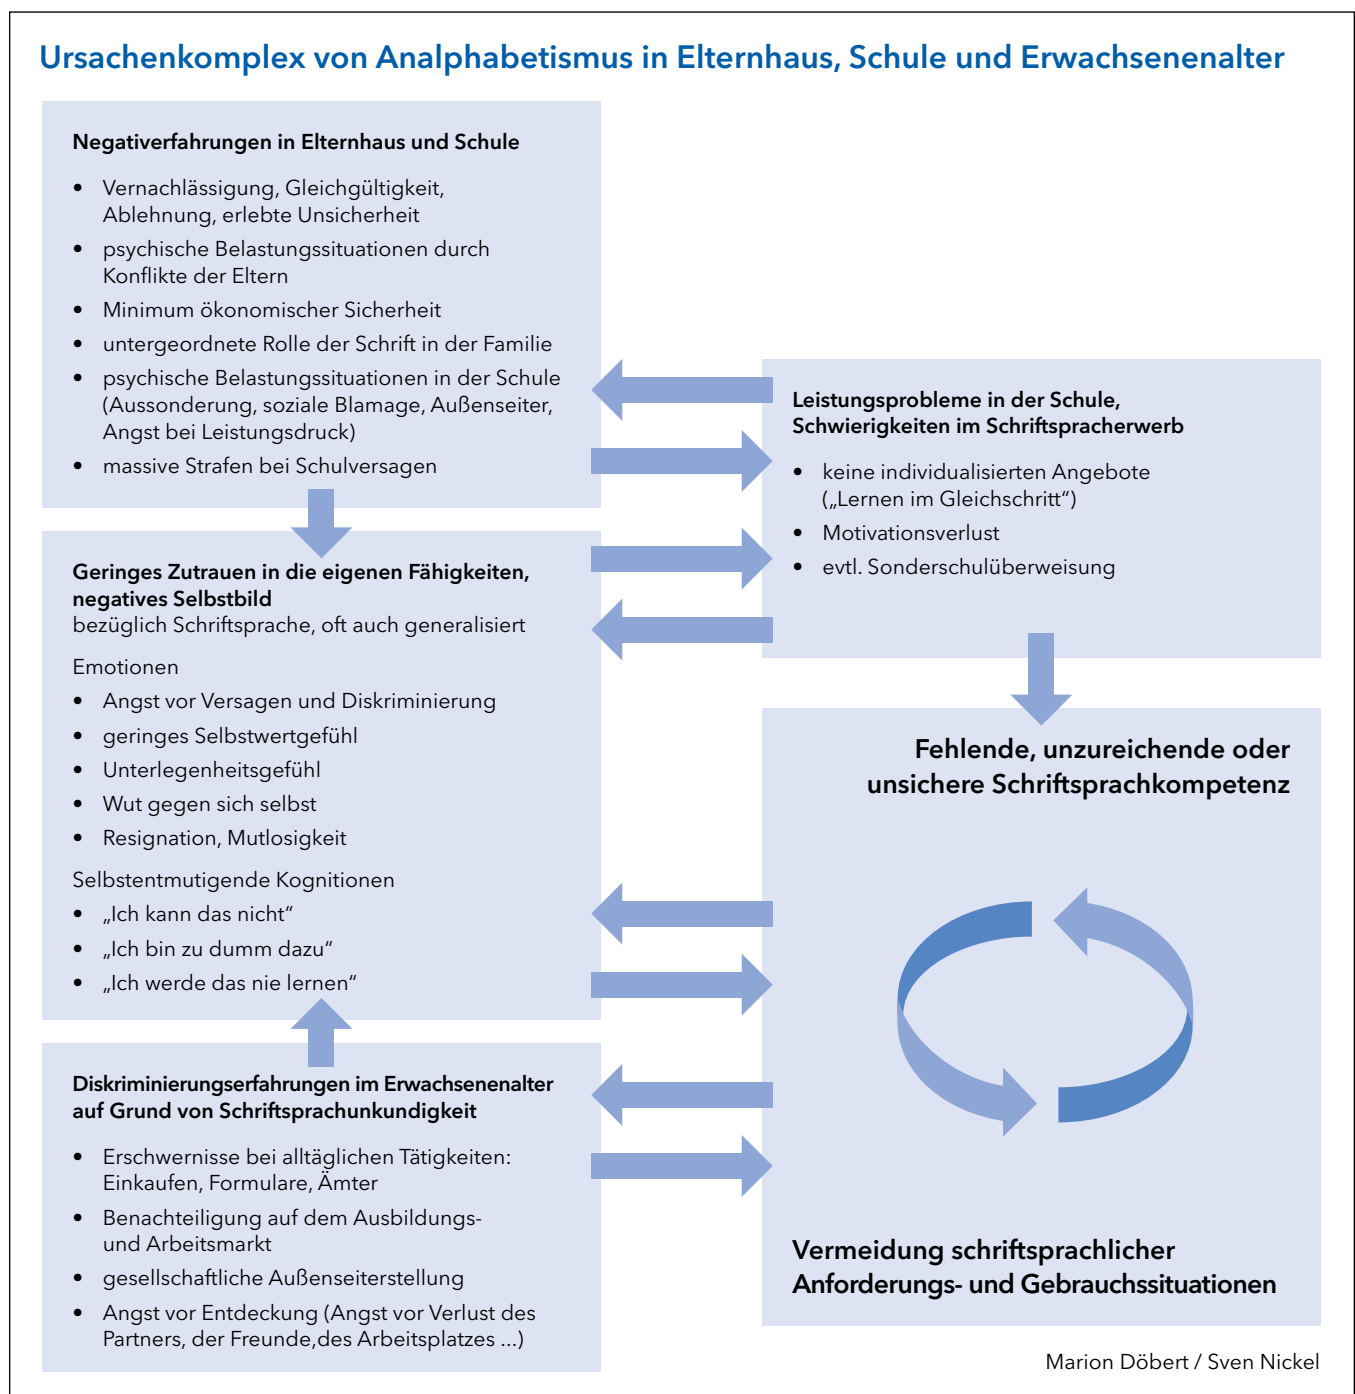 Ursachenkomplex von Analphabetismus in Elternhaus, Schule und Erwachsenenalter
Negativerfahrungen in Elternhaus und Schule
• Vernachlässigung, Gleichgültigkeit,
Ablehnung, erlebte Unsicherheit
• psychische Belastungssituationen durch
Konflikte der Eltern
• Minimum ökonomischer Sicherheit
• untergeordnete Rolle der Schrift in der Familie
• psychische Belastungssituationen in der Schule
(Aussonderung, soziale Blamage, Außenseiter,
Angst bei Leistungsdruck)
• massive Strafen bei Schulversagen
Leistungsprobleme in der Schule,
Schwierigkeiten im Schriftspracherwerb
• keine individualisierten Angebote
(„Lernen im Gleichschritt“)
• Motivationsverlust
• evtl. Sonderschulüberweisung
Geringes Zutrauen in die eigenen Fähigkeiten,
negatives Selbstbild
bezüglich Schriftsprache, oft auch generalisiert
Emotionen
• Angst vor Versagen und Diskriminierung
• geringes Selbstwertgefühl
• Unterlegenheitsgefühl
• Wut gegen sich selbst
• Resignation, Mutlosigkeit
Selbstentmutigende Kognitionen
• „Ich kann das nicht“
• „Ich bin zu dumm dazu“
• „Ich werde das nie lernen“
Fehlende, unzureichende oder
unsichere Schriftsprachkompetenz
Vermeidung schriftsprachlicher
Anforderungs- und Gebrauchssituationen
Diskriminierungserfahrungen im Erwachsenenalter
auf Grund von Schriftsprachunkundigkeit
• Erschwernisse bei alltäglichen Tätigkeiten:
Einkaufen, Formulare, Ämter
• Benachteiligung auf dem Ausbildungs-
und Arbeitsmarkt
• gesellschaftliche Außenseiterstellung
• Angst vor Entdeckung (Angst vor Verlust des
Partners, der Freunde,des Arbeitsplatzes ...)
Marion Döbert / Sven Nickel